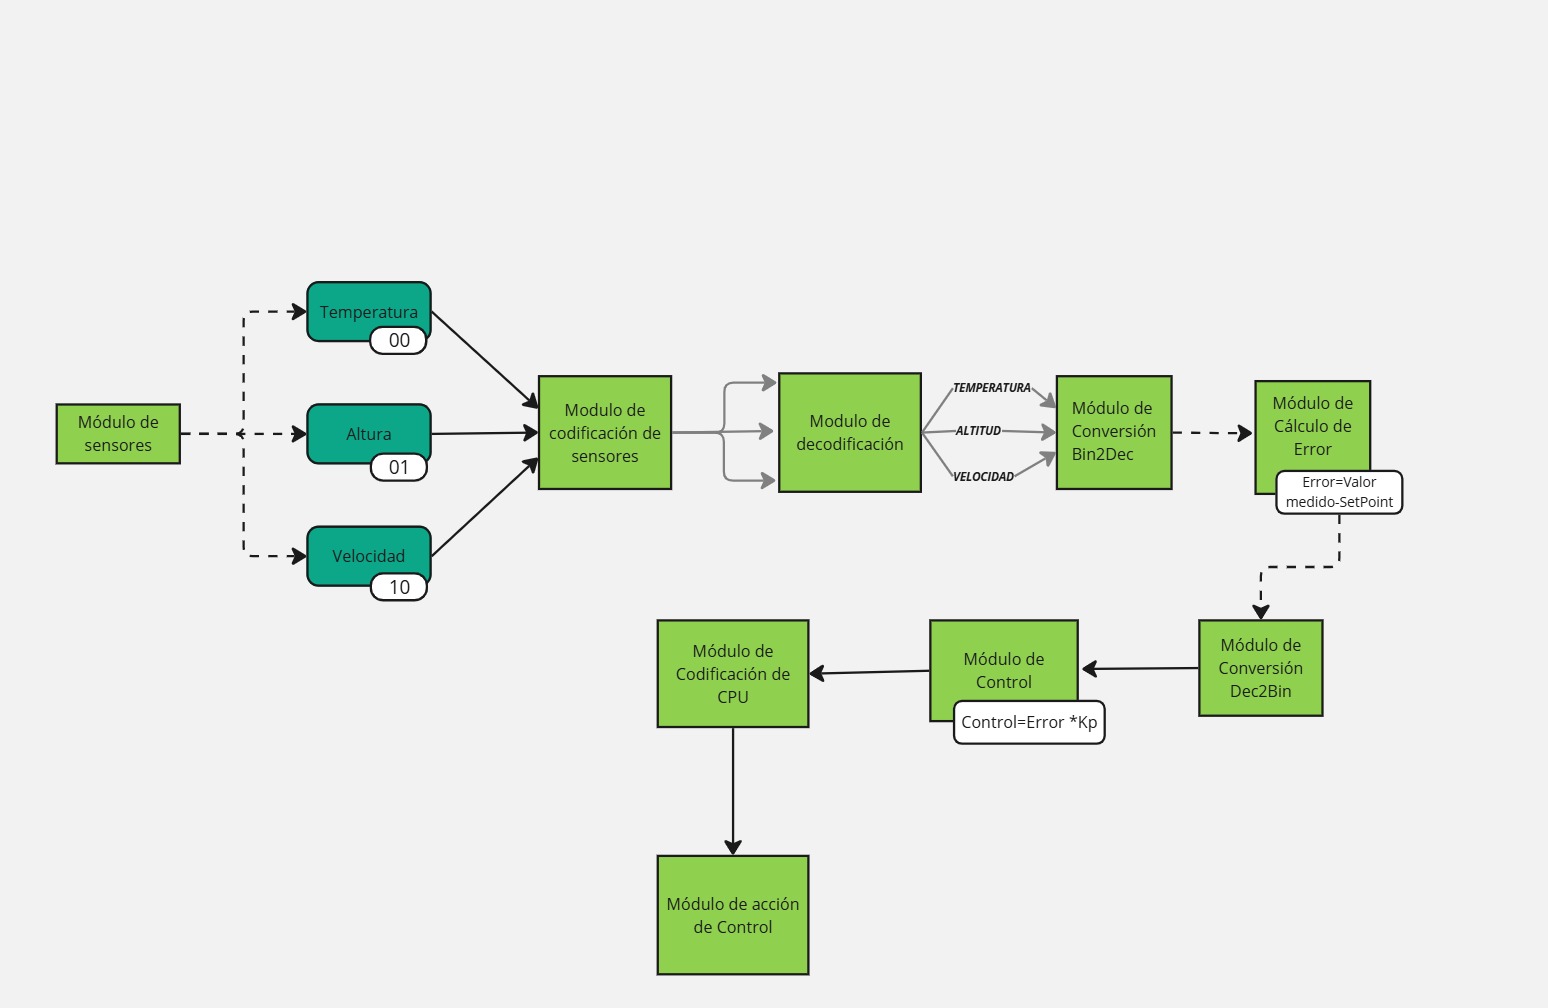 Módulo de
sensores
Temperatura
00
Altura
01
Velocidad
10
Modulo de
codificación de
sensores
Modulo de
decodificación
TEMPERATURA
ALTITUD
VELOCIDAD
Módulo de
Conversión
Bin2Dec
Módulo de
Cálculo de
Error
Error=Valor
medido-SetPoint
Módulo de
Conversión
Dec2Bin
Módulo de
Control
Control=Error *Kp
Módulo de
Codificación de
CPU
Módulo de acción
de Control